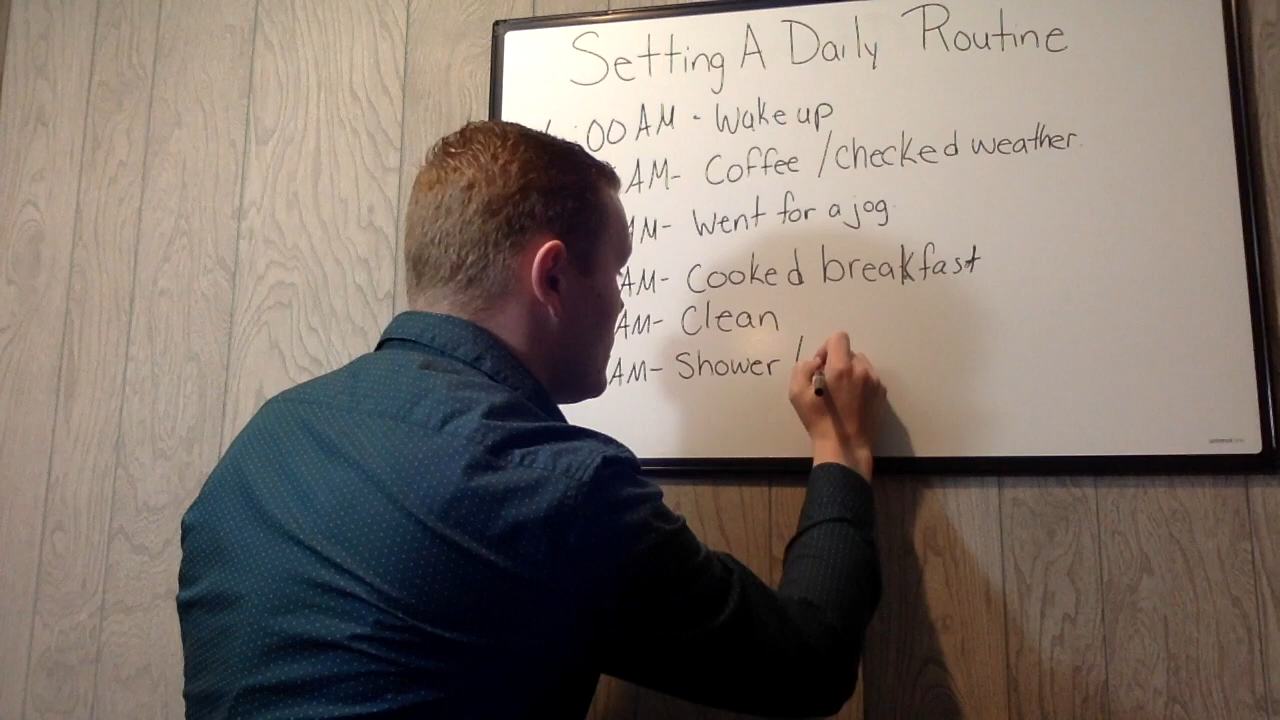 Setting A Daily Routine
:00 AM - Wake up
AM- Coffee /checked weather
AM- Went for a jog
AM- Cooked breakfast
AM- Clean
AM- Shower /